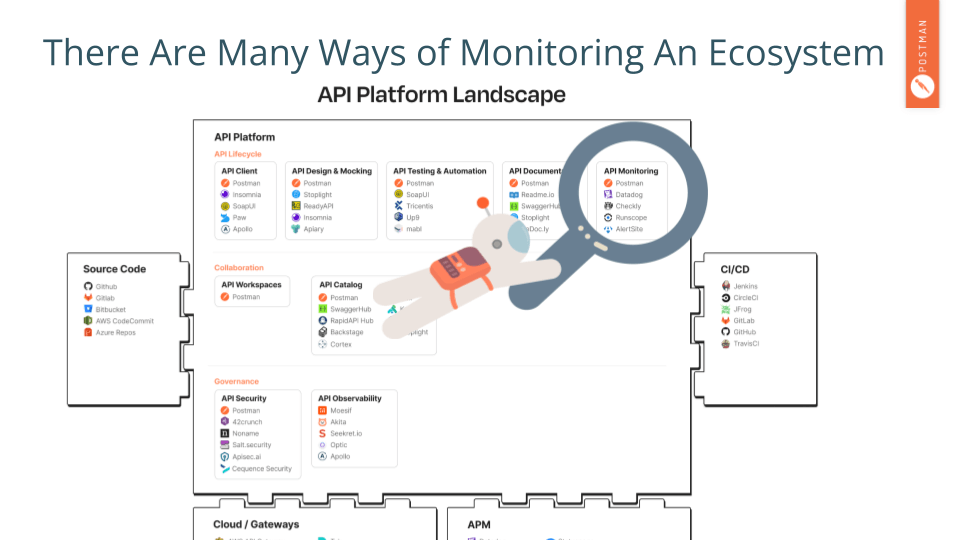 There Are Many Ways of Monitoring An Ecosystem
POSTMAN
API Platform Landscape
API Platform
API Lifecycle
API Client
Postman
Insomnia
SoapUI
Paw
Apollo
API Design & Mocking
Postman
Stoplight
ReadyAPI
Insomnia
Apiary
API Testing & Automation
Postman
SoapUI
Tricentis
Up9
mabl
API Document
Postman
Readme.io
SwaggerHub
Stoplight
eDoc.ly
API Monitoring
Postman
Datadog
Checkly
Runscope
AlertSite
Source Code
Github
Gitlab
Bitbucket
AWS CodeCommit
Azure Repos
Collaboration
API Workspaces
Postman
API Catalog
Postman
SwaggerHub
RapidAPI Hub
Backstage
Cortex
plight
CI/CD
Jenkins
CircleCI
JFrog
GitLab
GitHub
TravisCI
Governance
API Security
Postman
42crunch
Noname
Salt.security
Apisec.ai
Cequence Security
API Observability
Moesif
Akita
Seekret.io
Optic
Apollo
Cloud / Gateways
APM